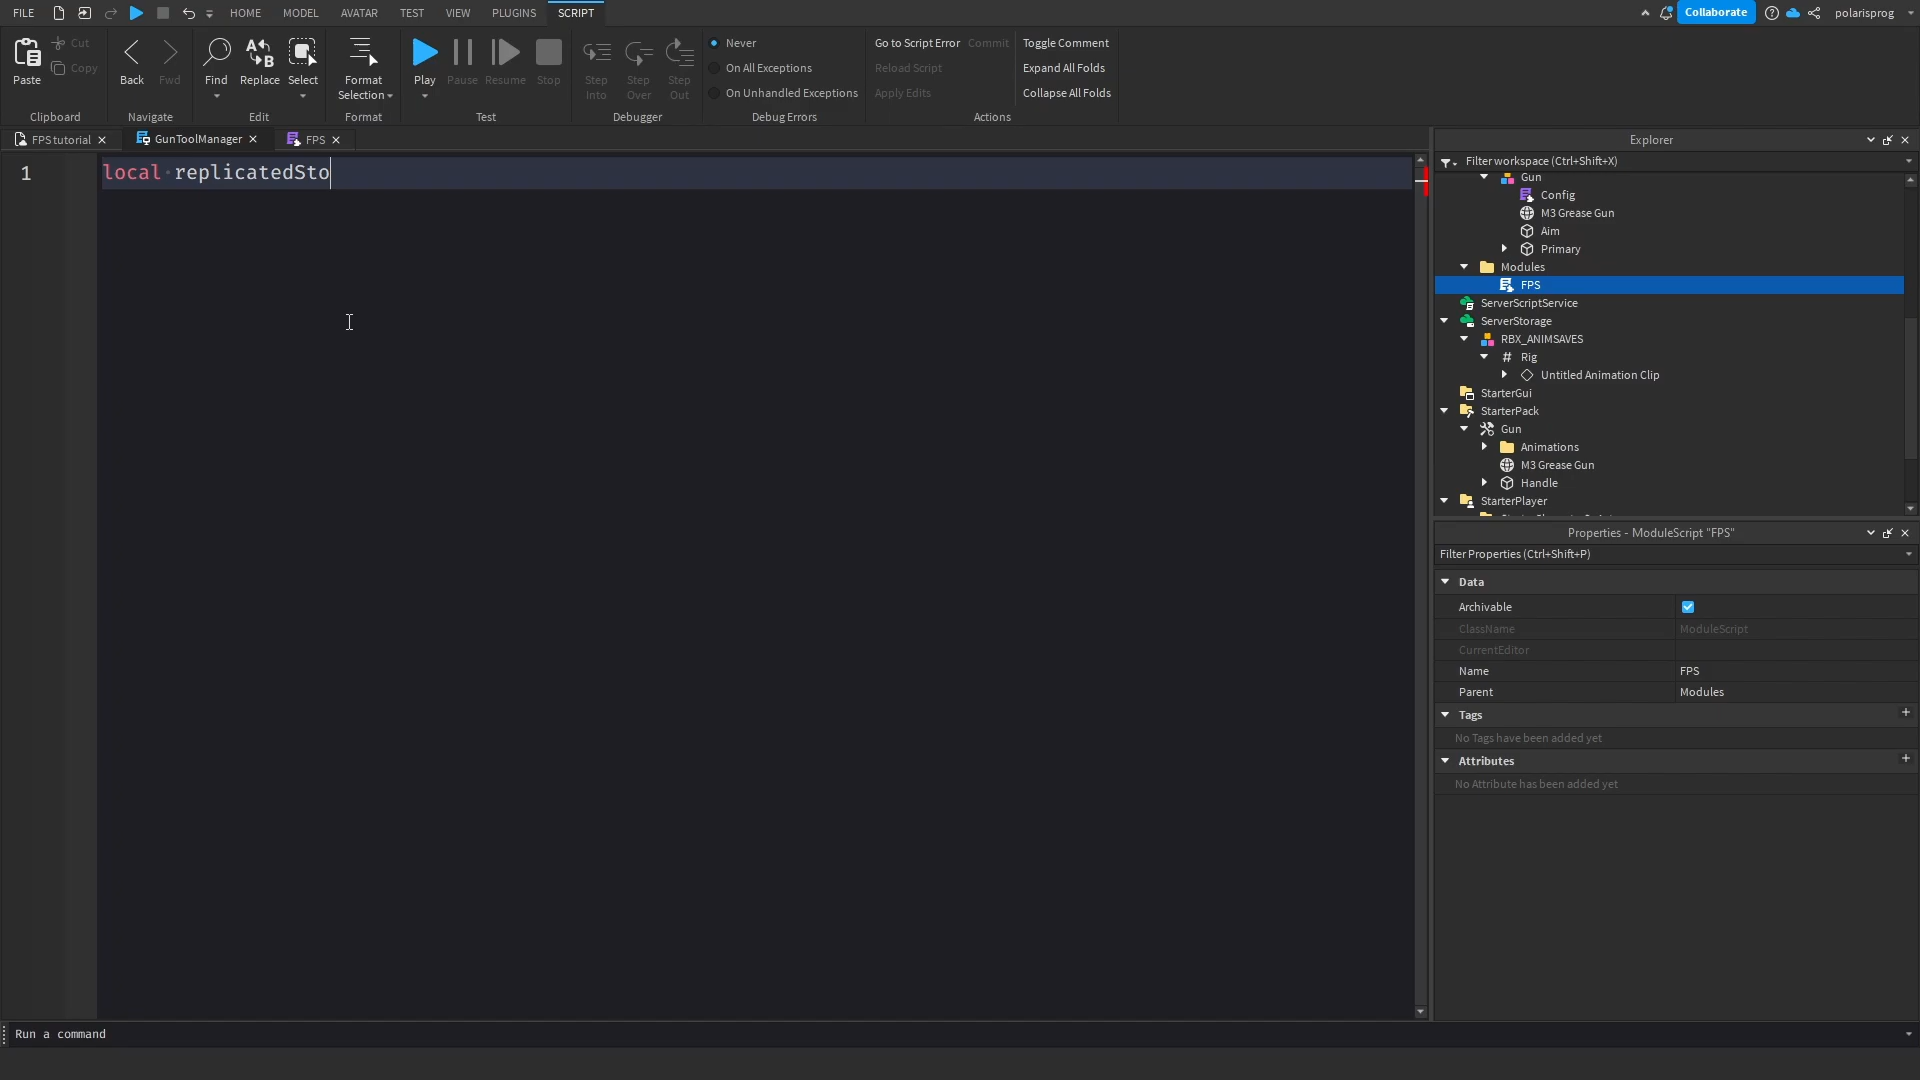 FILE HOME MODEL AVATAR TEST VIEW PLUGINS SCRIPT Collaborate polarisprog
Paste Cut Copy
Clipboard
Back Fwd
Navigate
Find Replace Select
Edit
Format Selection
Format
Play Pause Resume Stop
Test
Step Into Step Over Step Out
Debugger
Never
On All Exceptions
On Unhandled Exceptions
Debug Errors
Go to Script Error Commit Toggle Comment
Reload Script Expand All Folds
Apply Edits Collapse All Folds
Actions
FPS tutorial GunToolManager FPS
1 local replicatedSto
Explorer
Filter workspace (Ctrl+Shift+X)
Gun
Config
M3 Grease Gun
Aim
Primary
Modules
FPS
ServerScriptService
ServerStorage
RBX_ANIMSAVES
# Rig
Untitled Animation Clip
StarterGui
StarterPack
Gun
Animations
M3 Grease Gun
Handle
StarterPlayer
Properties - ModuleScript "FPS"
Filter Properties (Ctrl+Shift+P)
Data
Archivable
ClassName ModuleScript
CurrentEditor
Name FPS
Parent Modules
Tags +
No Tags have been added yet
Attributes +
No Attribute has been added yet
Run a command